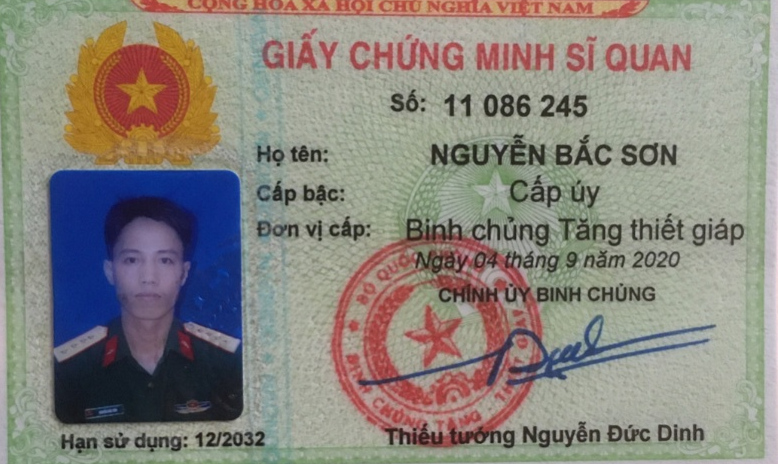 CỘNG HÒA XÃ HỘI CHỦ NGHĨA VIỆT NAM
GIẤY CHỨNG MINH SĨ QUAN
Số: 11 086 245
Họ tên: NGUYỄN BẮC SƠN
Cấp bậc: Cấp úy
Đơn vị cấp: Binh chủng Tăng thiết giáp
Ngày 04 tháng 9 năm 2020
CHÍNH ỦY BINH CHỦNG
BỘ QUỐC
BINH CHỦNG TĂNG
Hạn sử dụng: 12/2032
Thiếu tướng Nguyễn Đức Dinh